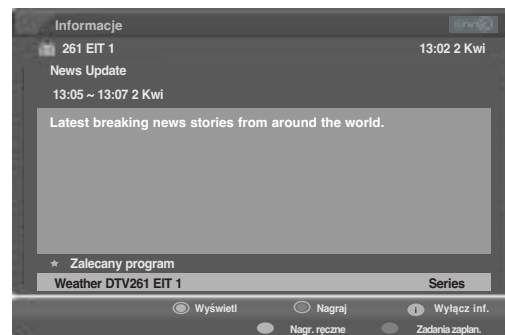 Informacje
261 EIT 1 13:02 2 Kwi
News Update
13:05 ~ 13:07 2 Kwi
Latest breaking news stories from around the world.
Zalecany program
Weather DTV261 EIT 1 Series
Wyświetl Nagraj i Wyłącz inf.
Nagr. ręczne Zadania zaplan.